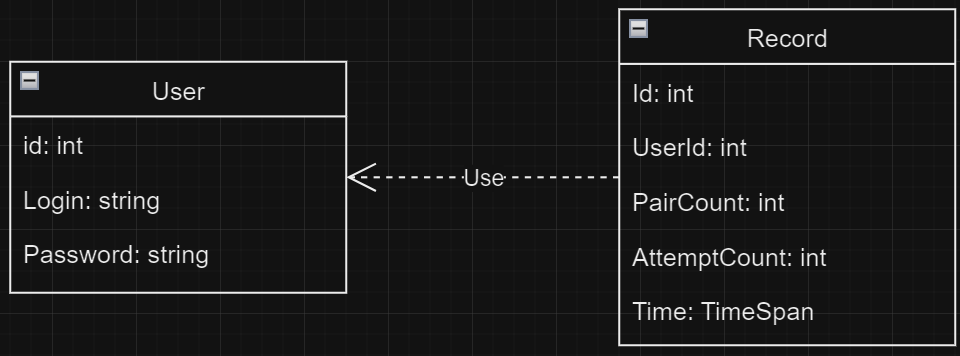 User
id: int
Login: string
Password: string
Use
Record
Id: int
UserId: int
PairCount: int
AttemptCount: int
Time: TimeSpan